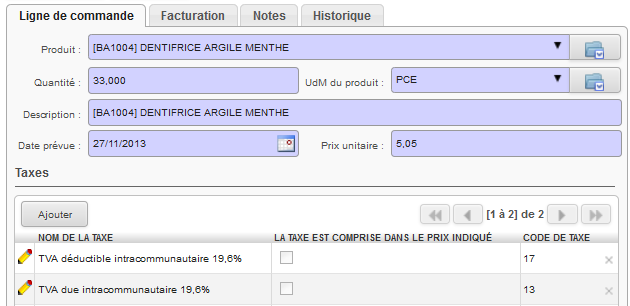 Ligne de commande Facturation Notes Historique
Produit : [BA1004] DENTIFRICE ARGILE MENTHE
Quantité : 33,000 UdM du produit : PCE
Description : [BA1004] DENTIFRICE ARGILE MENTHE
Date prévue : 27/11/2013 Prix unitaire : 5,05
Taxes
Ajouter [1 à 2] de 2
NOM DE LA TAXE LA TAXE EST COMPRISE DANS LE PRIX INDIQUÉ CODE DE TAXE
TVA déductible intracommunautaire 19,6% 17
TVA due intracommunautaire 19,6% 13